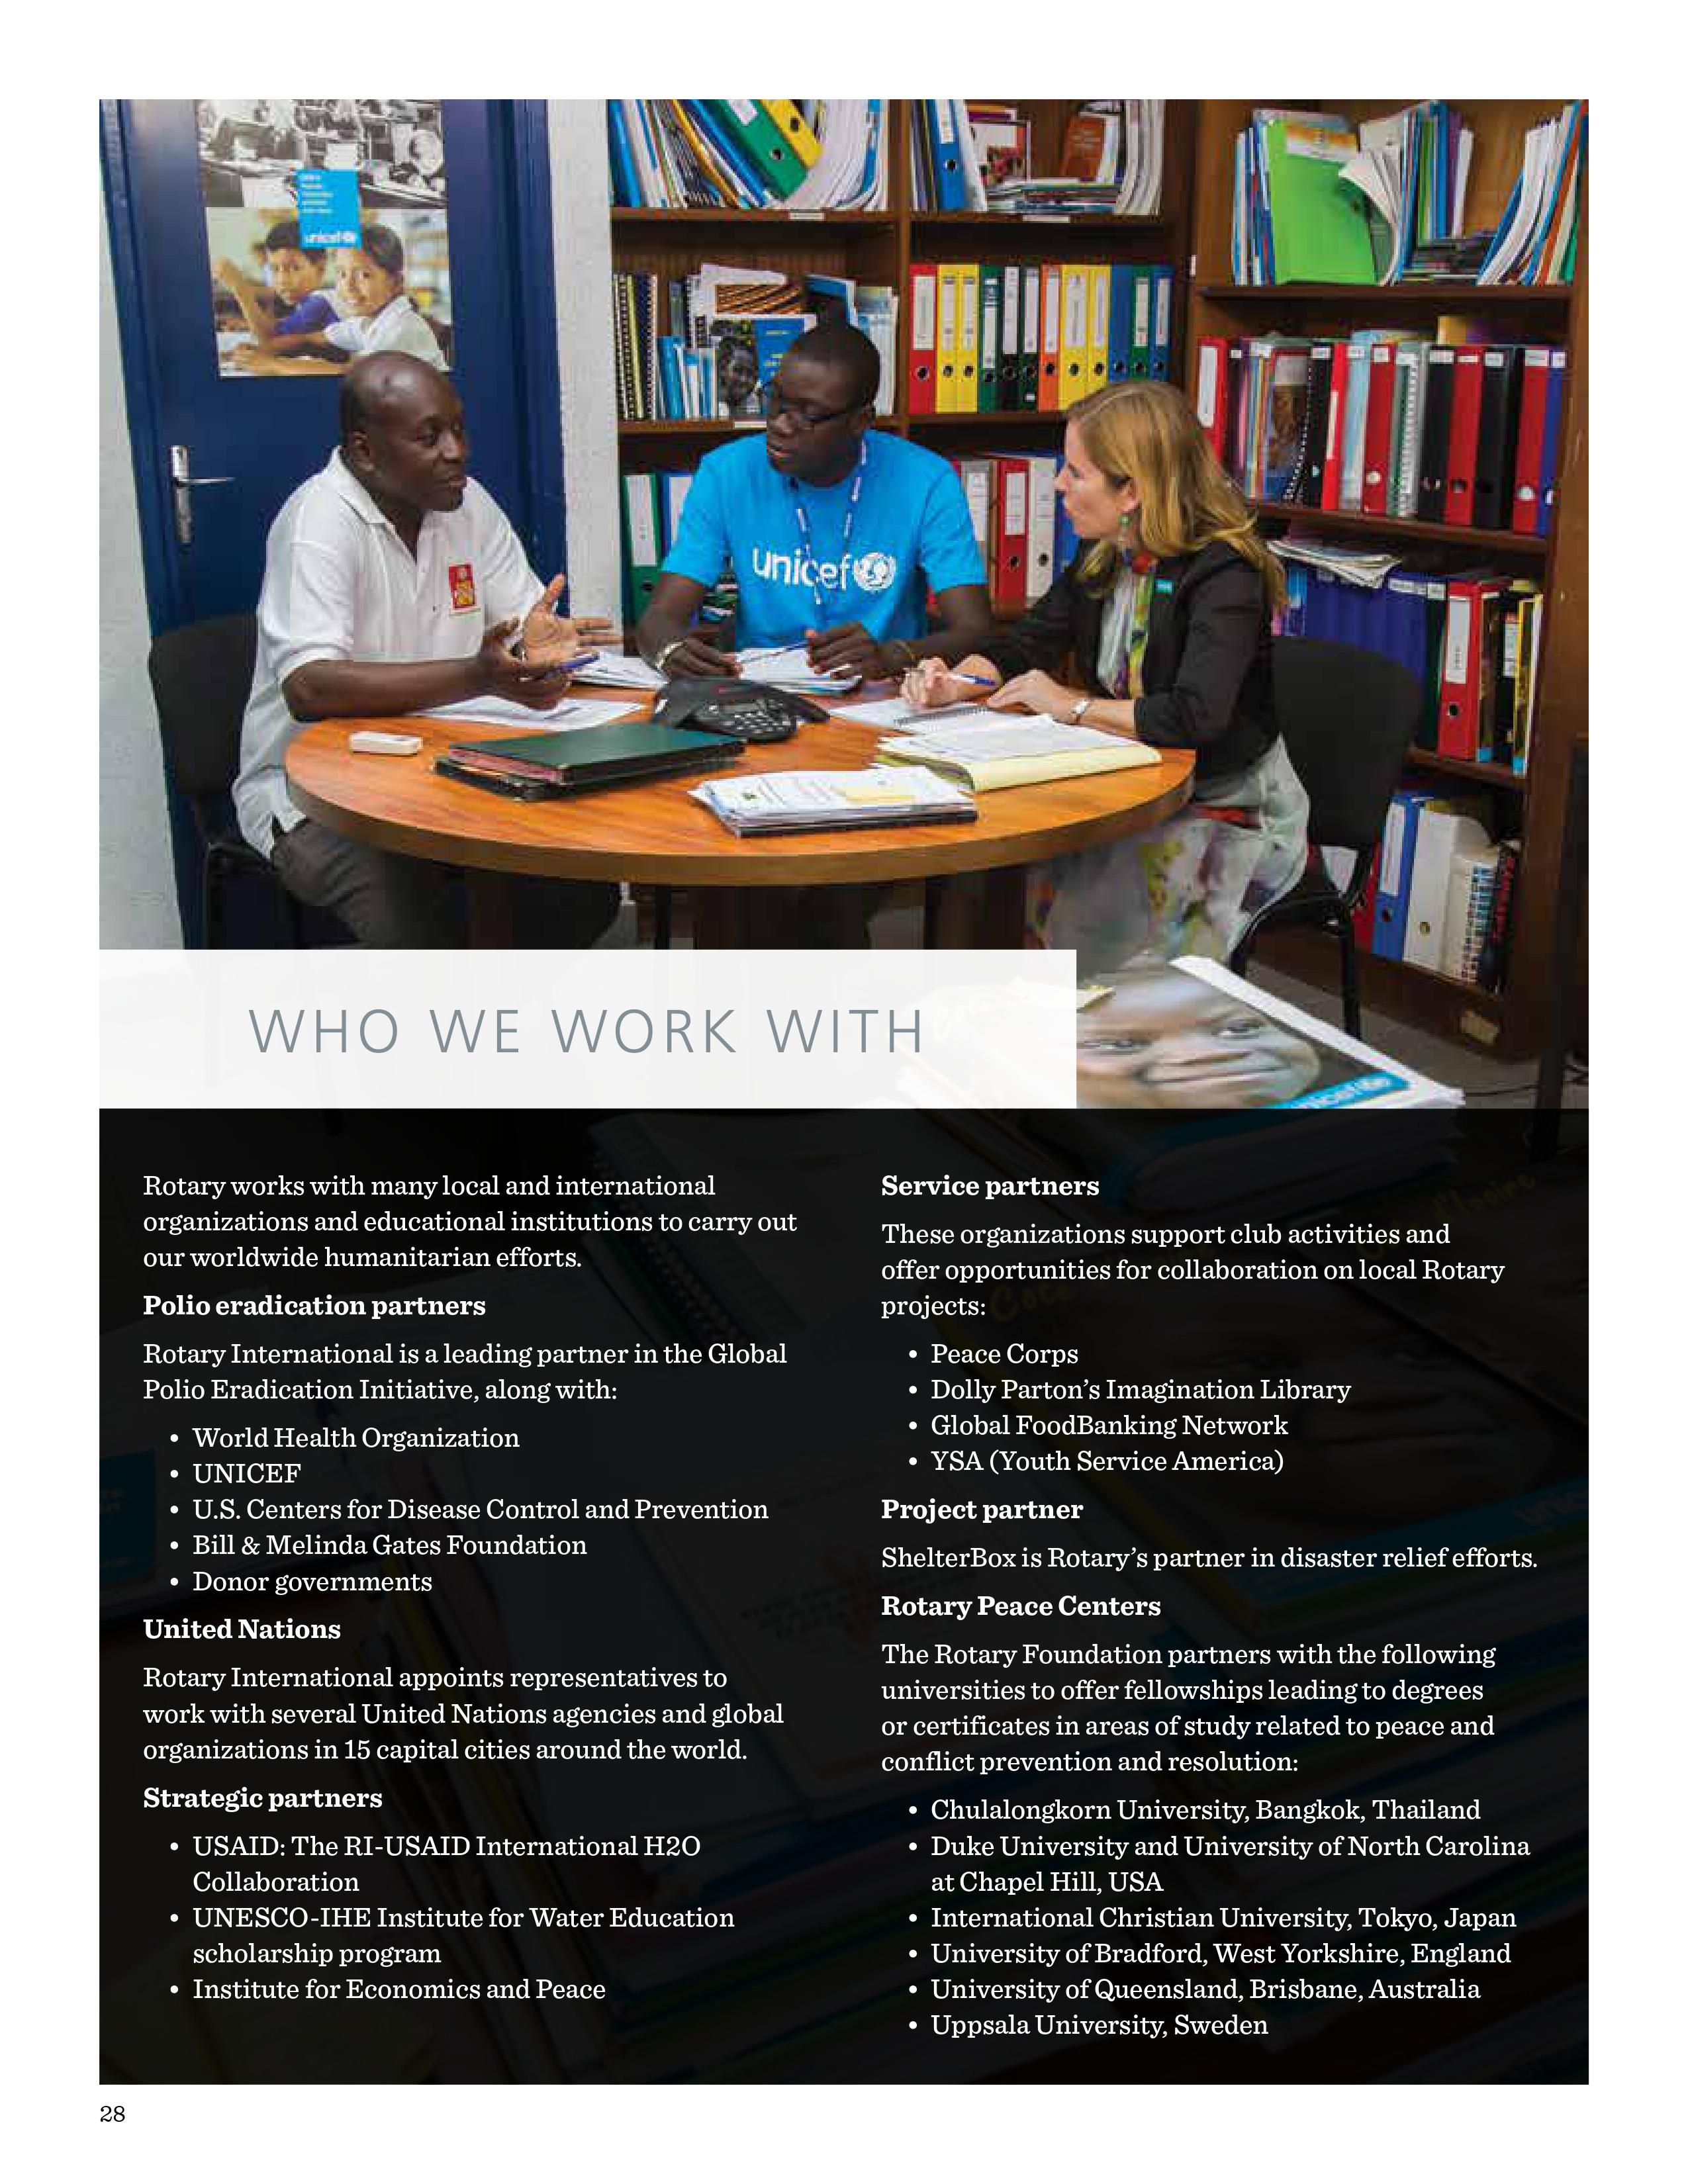 unicef
unicef
WHO WE WORK WITH
unicef
Rotary works with many local and international
organizations and educational institutions to carry out
our worldwide humanitarian efforts.
Polio eradication partners
Rotary International is a leading partner in the Global
Polio Eradication Initiative, along with:
• World Health Organization
• UNICEF
• U.S. Centers for Disease Control and Prevention
• Bill & Melinda Gates Foundation
• Donor governments
United Nations
Rotary International appoints representatives to
work with several United Nations agencies and global
organizations in 15 capital cities around the world.
Strategic partners
• USAID: The RI-USAID International H2O
Collaboration
• UNESCO-IHE Institute for Water Education
scholarship program
• Institute for Economics and Peace
Service partners
These organizations support club activities and
offer opportunities for collaboration on local Rotary
projects:
• Peace Corps
• Dolly Parton’s Imagination Library
• Global FoodBanking Network
• YSA (Youth Service America)
Project partner
ShelterBox is Rotary’s partner in disaster relief efforts.
Rotary Peace Centers
The Rotary Foundation partners with the following
universities to offer fellowships leading to degrees
or certificates in areas of study related to peace and
conflict prevention and resolution:
• Chulalongkorn University, Bangkok, Thailand
• Duke University and University of North Carolina
at Chapel Hill, USA
• International Christian University, Tokyo, Japan
• University of Bradford, West Yorkshire, England
• University of Queensland, Brisbane, Australia
• Uppsala University, Sweden
28